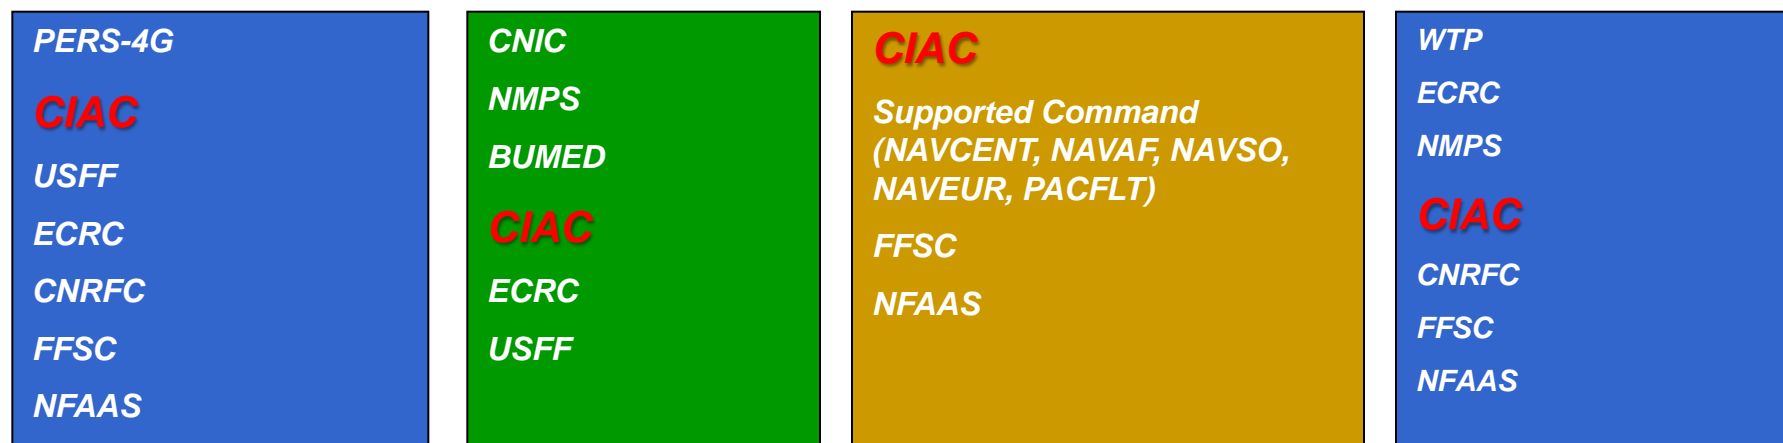 PERS-4G
CIAC
USFF
ECRC
CNRFC
FFSC
NFAAS
CNIC
NMPS
BUMED
CIAC
ECRC
USFF
CIAC
Supported Command
(NAVCENT, NAVAF, NAVSO,
NAVEUR, PACFLT)
FFSC
NFAAS
WTP
ECRC
NMPS
CIAC
CNRFC
FFSC
NFAAS